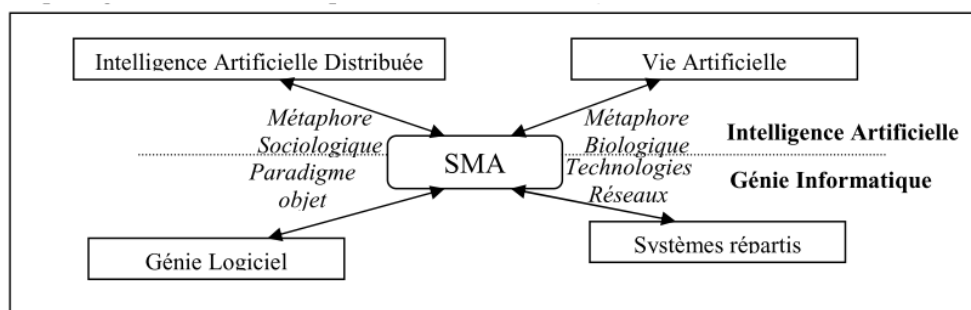 Intelligence Artificielle Distribuée
Vie Artificielle
Métaphore
Sociologique
Métaphore
Biologique
Intelligence Artificielle
SMA
Paradigme
objet
Technologies
Réseaux
Génie Informatique
Génie Logiciel
Systèmes répartis